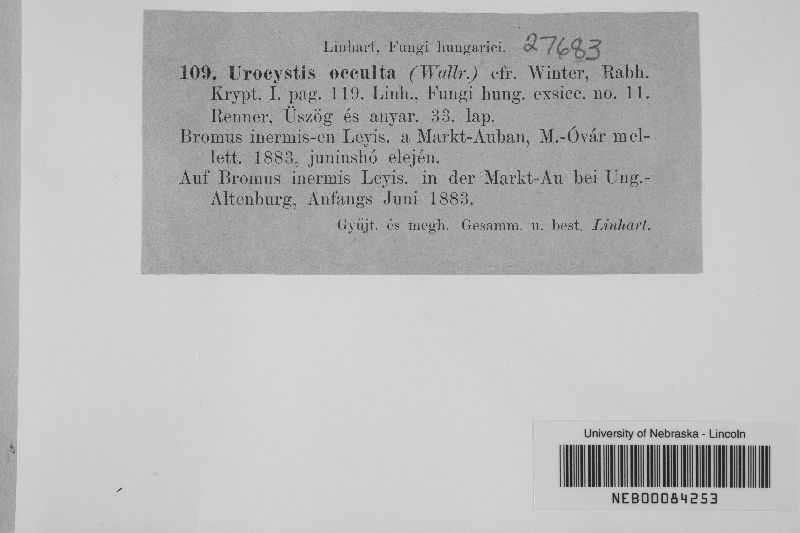 Linhart, Fungi hungarici. 27683
109. Urocystis occulta (Wallr.) cfr. Winter, Rabh.
Krypt. I. pag. 119. Linh., Fungi hung. exsicc. no. 11.
Renner, Üszög és anyar. 33. lap.
Bromus inermis-en Leyis. a Markt-Auban, M.-Óvár mel-
lett. 1883, juniushó elején.
Auf Bromus inermis Leyis. in der Markt-Au bei Ung.-
Altenburg, Anfangs Juni 1883.
Gyűjt. és megh. Gesamm. u. best. Linhart.
University of Nebraska - Lincoln
NEB00084253